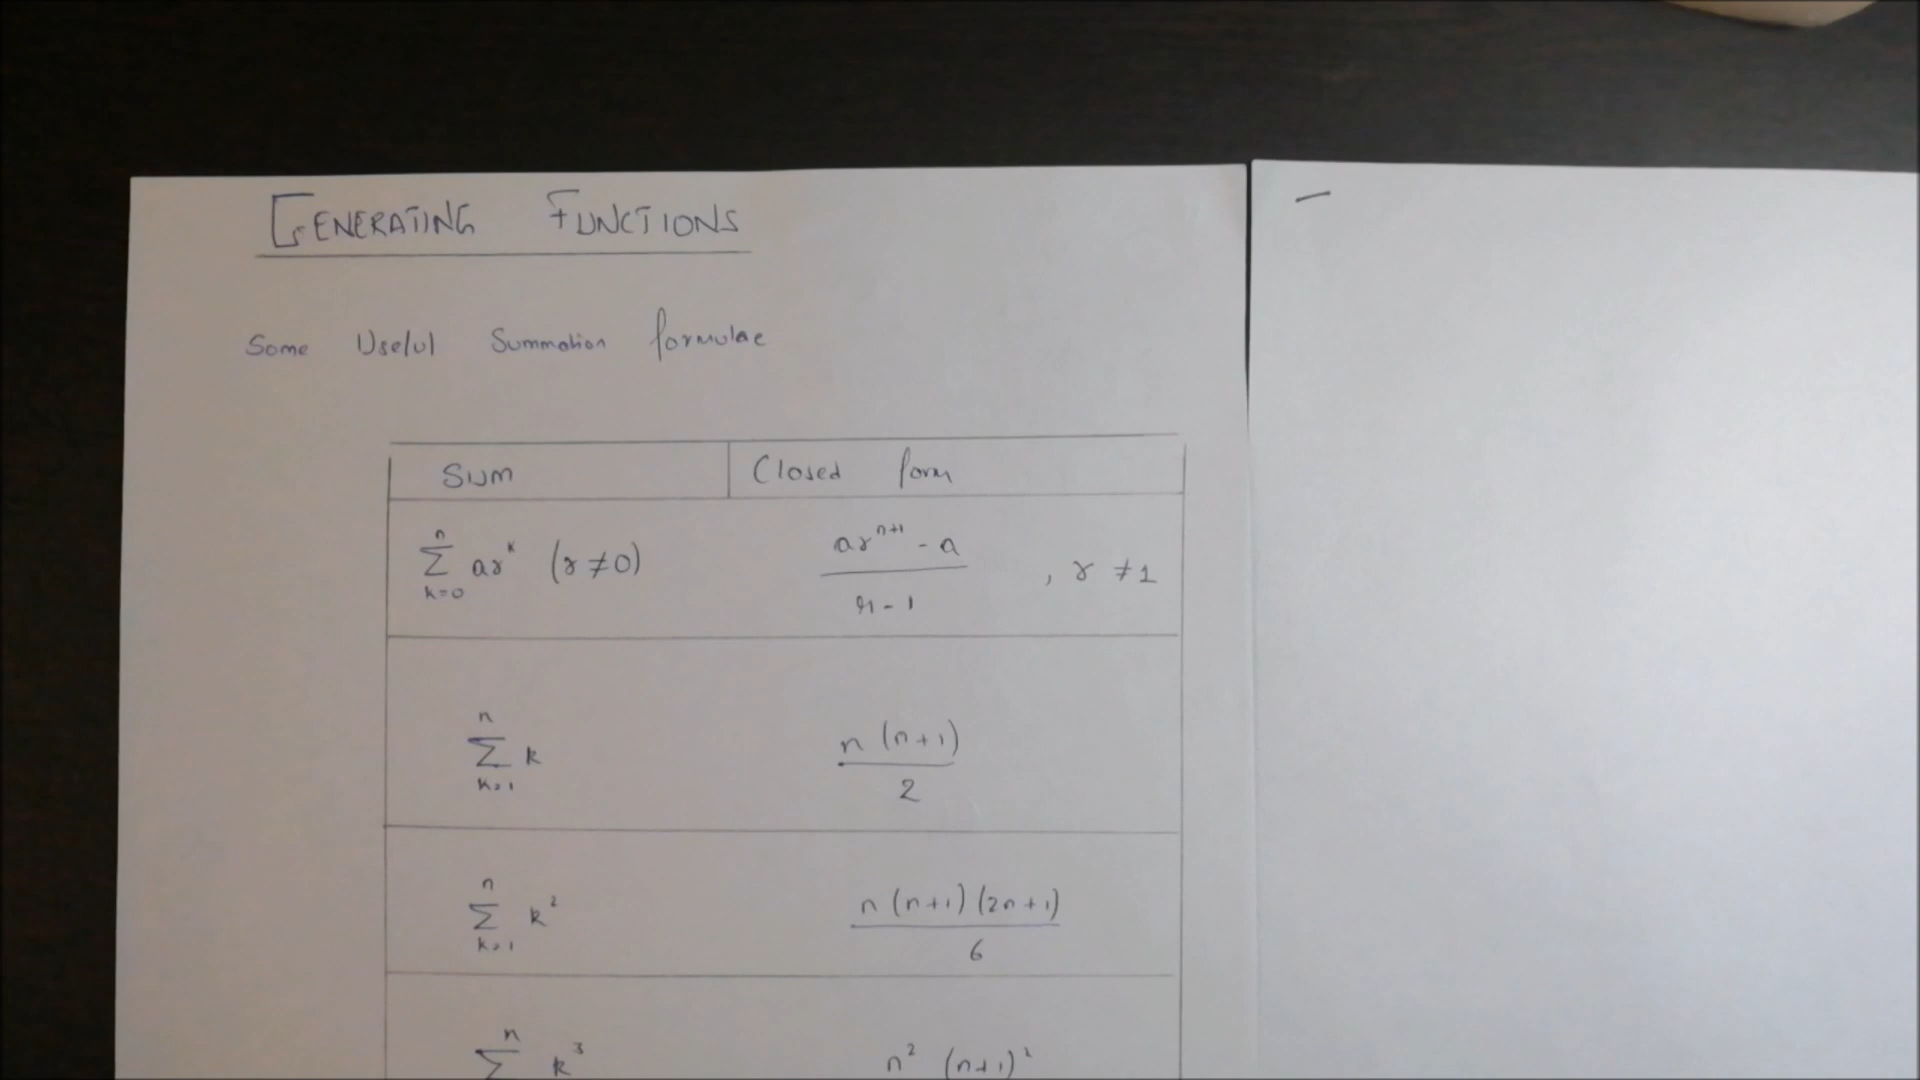 GENERATING FUNCTIONS
Some Useful Summation formulae
Sum Closed form
n
∑ ar^k (r ≠ 0)
k=0
ar^(n+1) - a
r - 1
, r ≠ 1
n
∑ k
k=1
n (n+1)
2
n
∑ k²
k=1
n (n+1) (2n+1)
6
n
∑ k³
n² (n+1)²